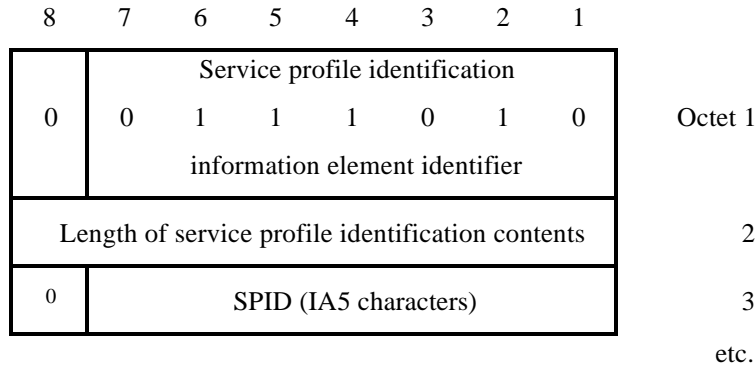 8 7 6 5 4 3 2 1
Service profile identification
0 0 1 1 1 0 1 0 Octet 1
information element identifier
Length of service profile identification contents 2
0 SPID (IA5 characters) 3
etc.